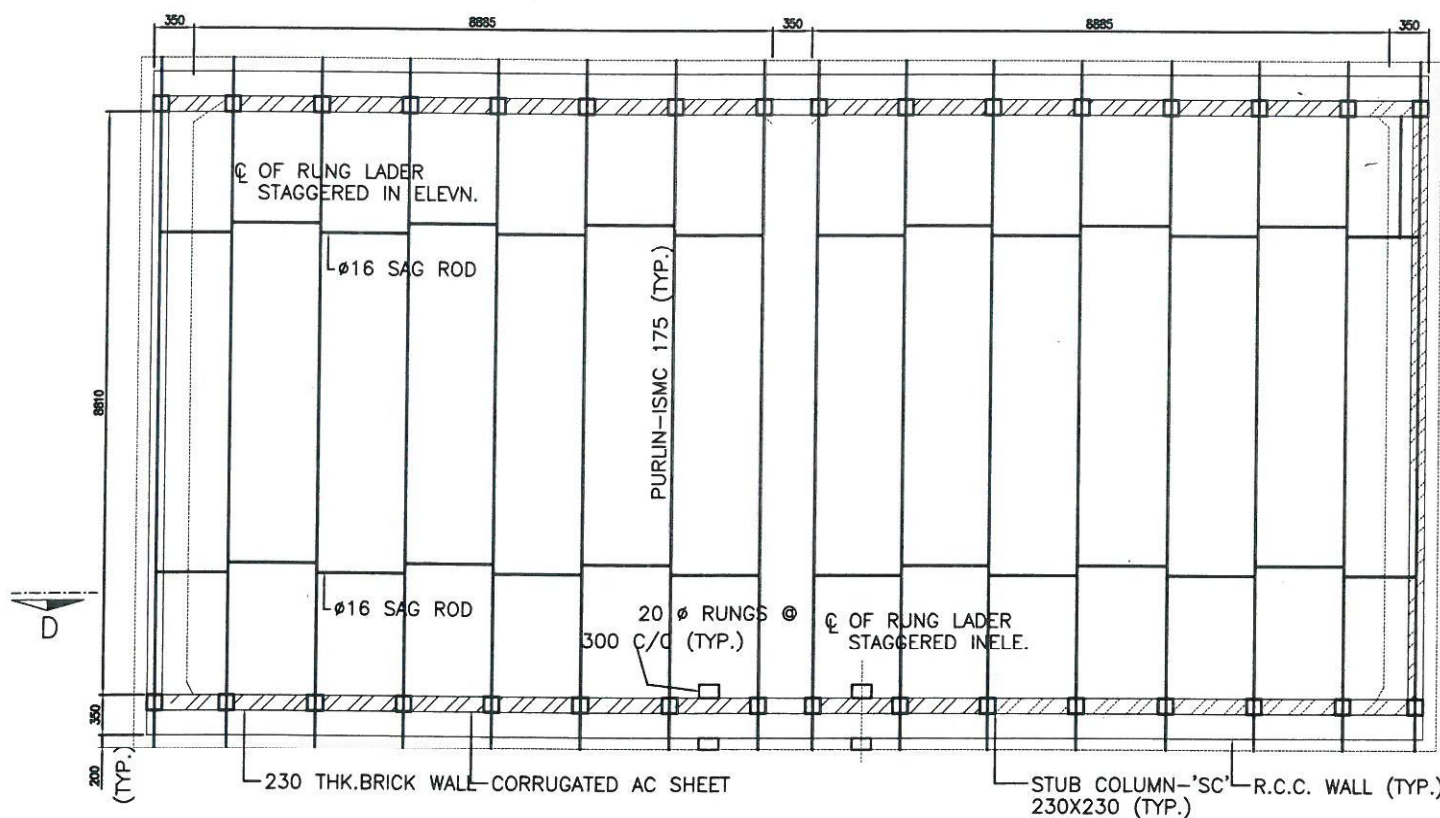 350 8885 350 8885 350
℄ OF RUNG LADER
STAGGERED IN ELEVN.
ø16 SAG ROD
PURLIN-ISMC 175 (TYP.)
8810
ø16 SAG ROD
20 ø RUNGS @
300 C/C (TYP.)
℄ OF RUNG LADER
STAGGERED INELE.
D
350
200
(TYP.)
230 THK.BRICK WALL
CORRUGATED AC SHEET
STUB COLUMN-'SC'
230X230 (TYP.)
R.C.C. WALL (TYP.)